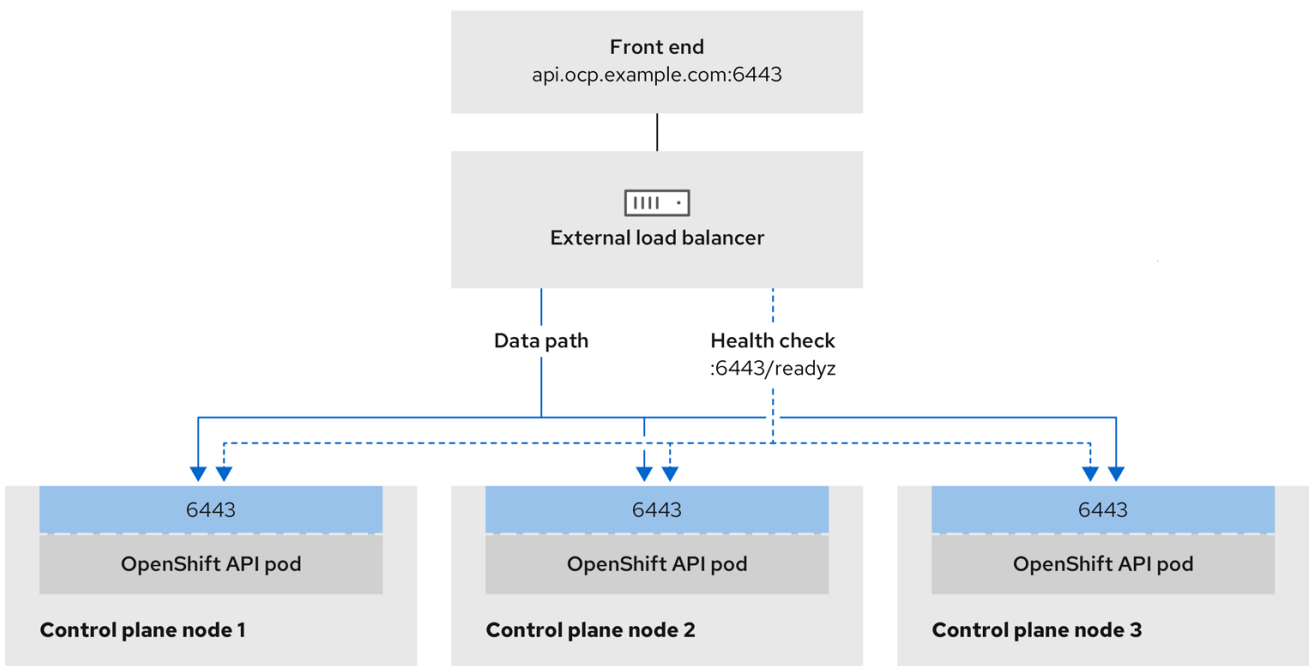 Front end
api.ocp.example.com:6443
External load balancer
Data path
Health check
:6443/readyz
6443
6443
6443
OpenShift API pod
OpenShift API pod
OpenShift API pod
Control plane node 1
Control plane node 2
Control plane node 3